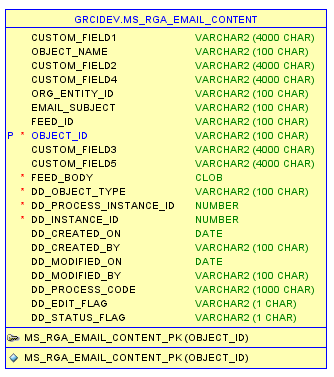 GRCIDEV.MS_RGA_EMAIL_CONTENT
CUSTOM_FIELD1 VARCHAR2 (4000 CHAR)
OBJECT_NAME VARCHAR2 (100 CHAR)
CUSTOM_FIELD2 VARCHAR2 (4000 CHAR)
CUSTOM_FIELD4 VARCHAR2 (4000 CHAR)
ORG_ENTITY_ID VARCHAR2 (100 CHAR)
EMAIL_SUBJECT VARCHAR2 (100 CHAR)
FEED_ID VARCHAR2 (100 CHAR)
P * OBJECT_ID VARCHAR2 (100 CHAR)
CUSTOM_FIELD3 VARCHAR2 (4000 CHAR)
CUSTOM_FIELD5 VARCHAR2 (4000 CHAR)
* FEED_BODY CLOB
* DD_OBJECT_TYPE VARCHAR2 (100 CHAR)
* DD_PROCESS_INSTANCE_ID NUMBER
* DD_INSTANCE_ID NUMBER
DD_CREATED_ON DATE
DD_CREATED_BY VARCHAR2 (100 CHAR)
DD_MODIFIED_ON DATE
DD_MODIFIED_BY VARCHAR2 (100 CHAR)
DD_PROCESS_CODE VARCHAR2 (1000 CHAR)
DD_EDIT_FLAG VARCHAR2 (1 CHAR)
DD_STATUS_FLAG VARCHAR2 (1 CHAR)
MS_RGA_EMAIL_CONTENT_PK (OBJECT_ID)
MS_RGA_EMAIL_CONTENT_PK (OBJECT_ID)